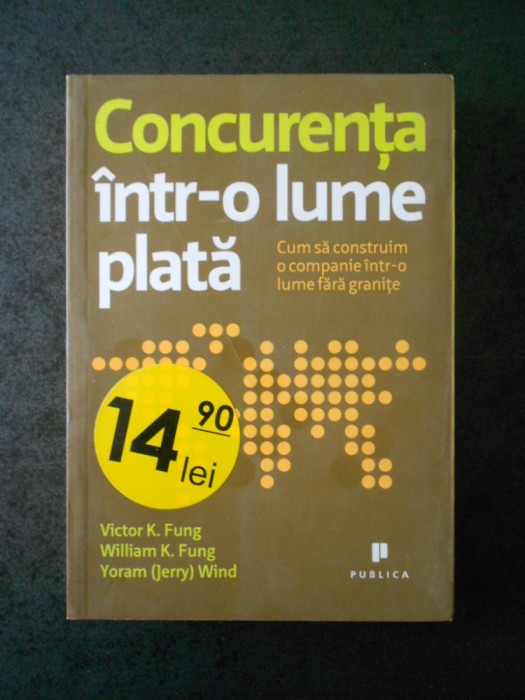 Concurența
într-o lume
plată
Cum să construim
o companie într-o
lume fără granițe
14 90
lei
Victor K. Fung
William K. Fung
Yoram (Jerry) Wind
P
PUBLICA